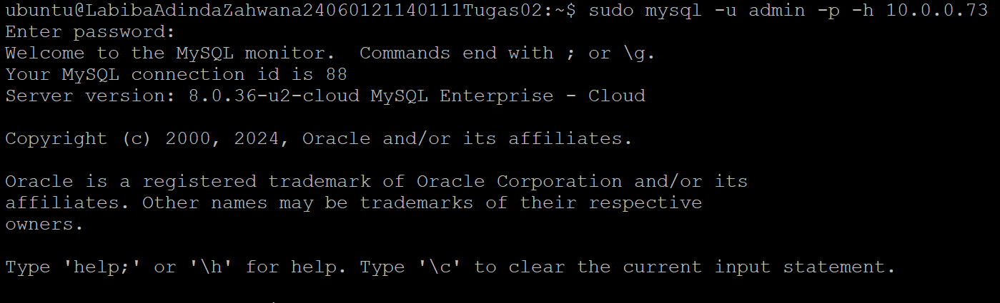 ubuntu@LabibaAdindaZahwana24060121140111Tugas02:~$ sudo mysql -u admin -p -h 10.0.0.73
Enter password:
Welcome to the MySQL monitor.  Commands end with ; or \g.
Your MySQL connection id is 88
Server version: 8.0.36-u2-cloud MySQL Enterprise - Cloud
Copyright (c) 2000, 2024, Oracle and/or its affiliates.
Oracle is a registered trademark of Oracle Corporation and/or its
affiliates. Other names may be trademarks of their respective
owners.
Type 'help;' or '\h' for help. Type '\c' to clear the current input statement.